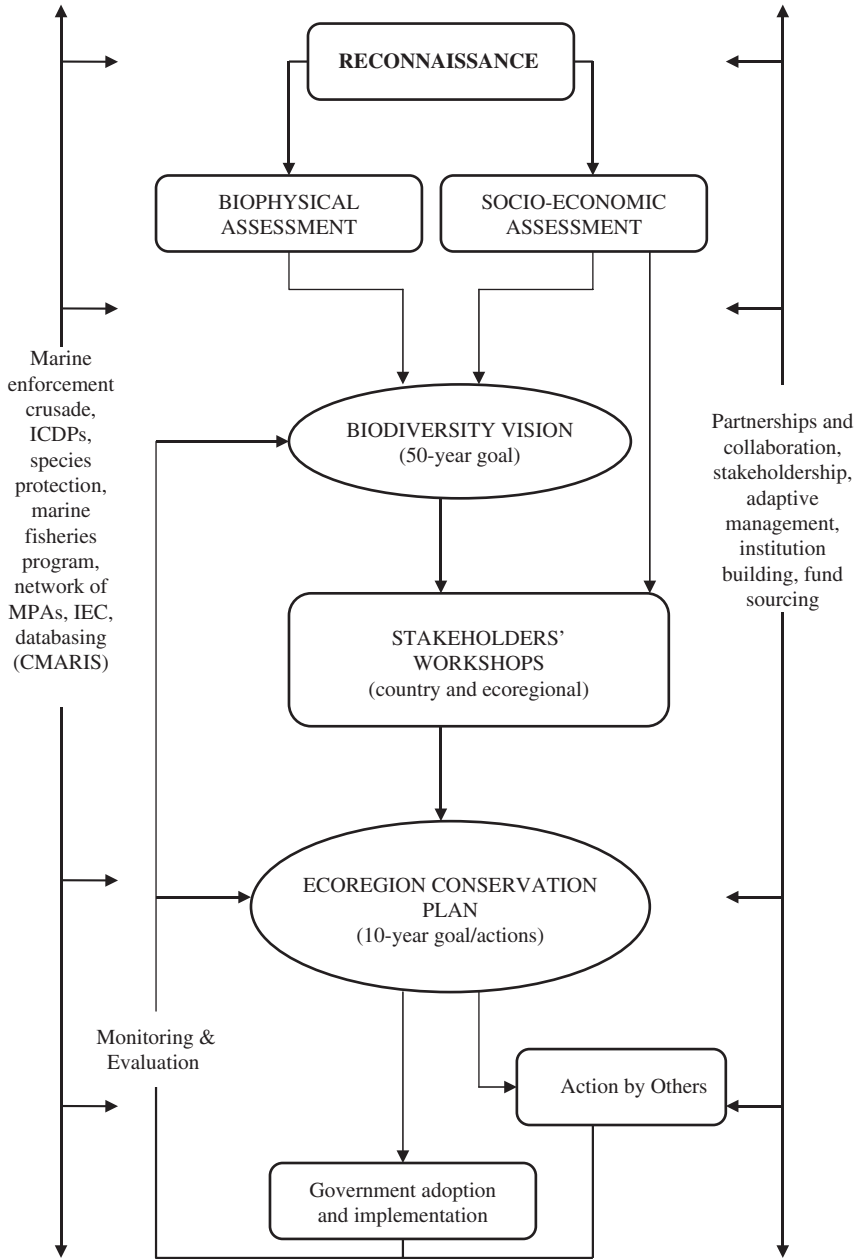 RECONNAISSANCE
BIOPHYSICAL
ASSESSMENT
SOCIO-ECONOMIC
ASSESSMENT
Marine
enforcement
crusade,
ICDPs,
species
protection,
marine
fisheries
program,
network of
MPAs, IEC,
databasing
(CMARIS)
BIODIVERSITY VISION
(50-year goal)
Partnerships and
collaboration,
stakeholdership,
adaptive
management,
institution
building, fund
sourcing
STAKEHOLDERS’
WORKSHOPS
(country and ecoregional)
ECOREGION CONSERVATION
PLAN
(10-year goal/actions)
Monitoring &
Evaluation
Action by Others
Government adoption
and implementation